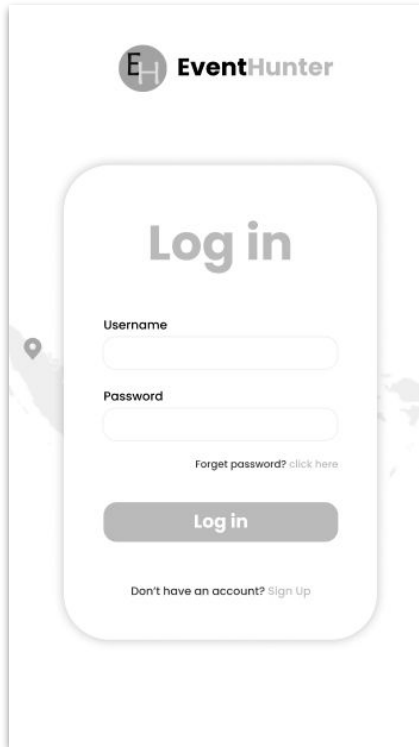 EH EventHunter
Log in
Username
Password
Forget password? click here
Log in
Don't have an account? Sign Up